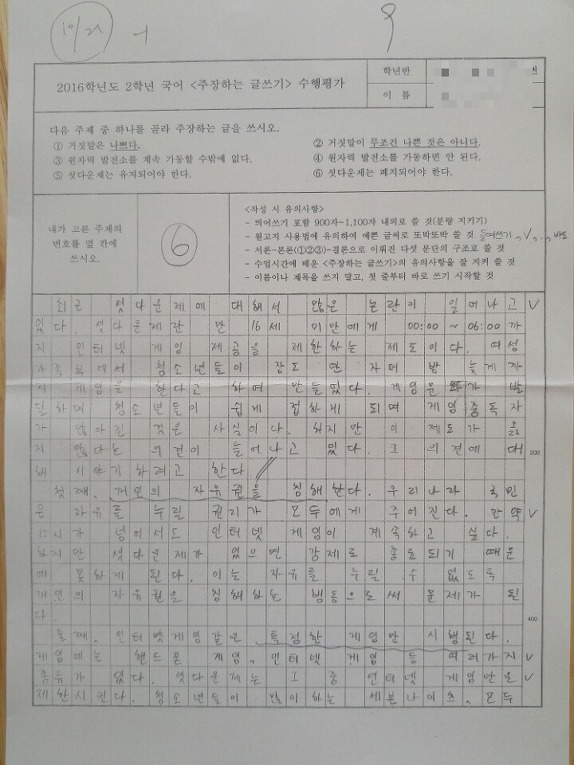 10/21 -1
2016학년도 2학년 국어 <주장하는 글쓰기> 수행평가
학년반
이 름
다음 주제 중 하나를 골라 주장하는 글을 쓰시오.
① 거짓말은 나쁘다. ② 거짓말이 무조건 나쁜 것은 아니다.
③ 원자력 발전소를 계속 가동할 수밖에 없다. ④ 원자력 발전소를 가동하면 안 된다.
⑤ 셧다운제는 유지되어야 한다. ⑥ 셧다운제는 폐지되어야 한다.
내가 고른 주제의
번호를 옆 칸에
쓰시오.
⑥
<작성 시 유의사항>
- 띄어쓰기 포함 900자~1,100자 내외로 쓸 것(분량 지키기)
- 원고지 사용법에 유의하여 예쁜 글씨로 또박또박 쓸 것 들여쓰기, V,
- 서론-본론(①②③)-결론으로 이뤄진 다섯 문단의 구조로 쓸 것
- 수업시간에 배운 <주장하는 글쓰기>의 유의사항을 잘 지켜 쓸 것
- 이름이나 제목을 쓰지 말고, 첫 줄부터 바로 쓰기 시작할 것
최근 셧다운제에 대해서 많은 논란이 일어나고 V
있다. 셧다운제란 만 16세 미만에게 00:00 ~ 06:00 까
지 인터넷 게임 제공을 제한하는 제도이다. 여성
가족부에서 청소년들이 잠도 안 자며 밤 늦게까
지 게임을 한다고 하여 만들었다. 게임문화가 발
달하며 청소년들이 쉽게 접하게 되며 게임중독자
가 많아진 것은 사실이다. 하지만 이 제도가 옳
지 않다는 의견이 늘어나고 있다. 그 의견에 대
200
해 이야기하려고 한다.
첫째, 개인의 자유권을 침해한다. 우리나라 국민
은 자유를 누릴 권리가 모두에게 주어진다. 만약 V
12시가 넘어서도 인터넷 게임이 계속하고 싶다.
하지만 셧다운제가 있으면 강제로 종료되기 때문
에 못하게 된다. 이는 자유를 누릴 수 없도록
개인의 자유권을 침해하는 행동으로써 문제가 된
다.
400
둘째, 인터넷게임같은 특정한 게임만 시행된다.
게임에는 핸드폰 게임, 인터넷 게임등 여러가지 V
종류가 있다. 셧다운제는 그 중 인터넷 게임만은 V
제한시킨다. 청소년들이 많이하는 세븐나이츠, 모두